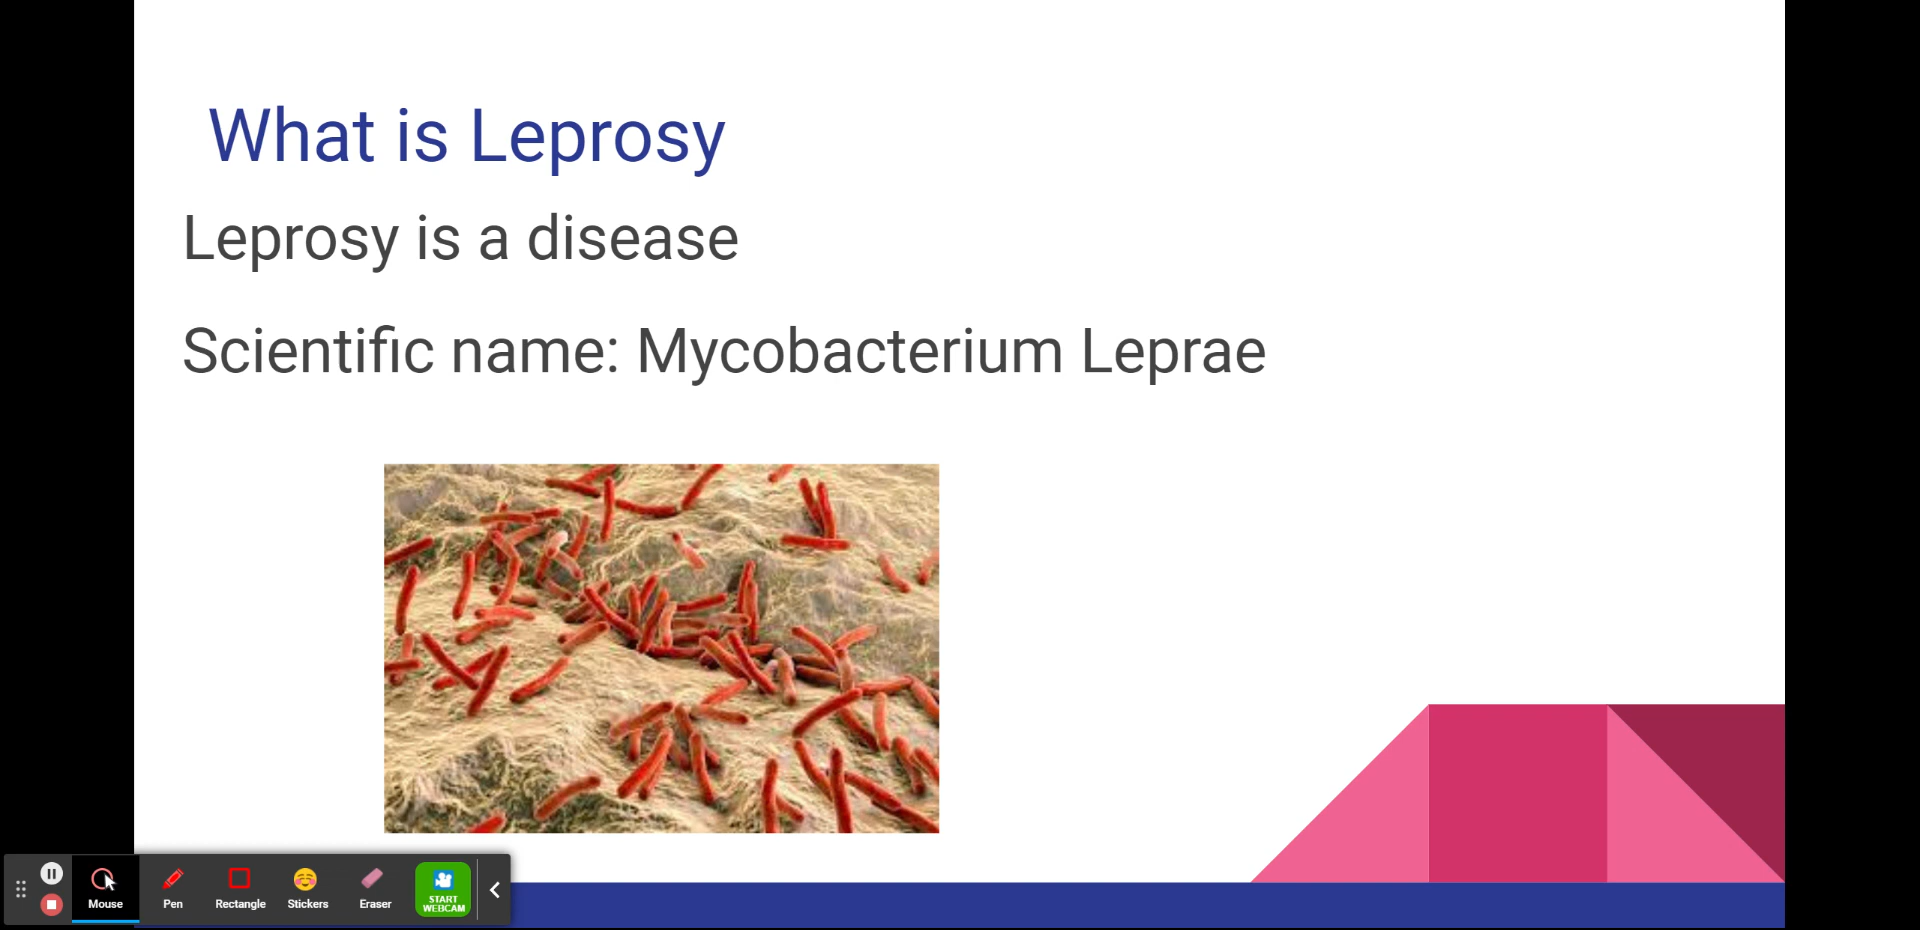 What is Leprosy
Leprosy is a disease
Scientific name: Mycobacterium Leprae
Mouse
Pen
Rectangle
Stickers
Eraser
START
WEBCAM